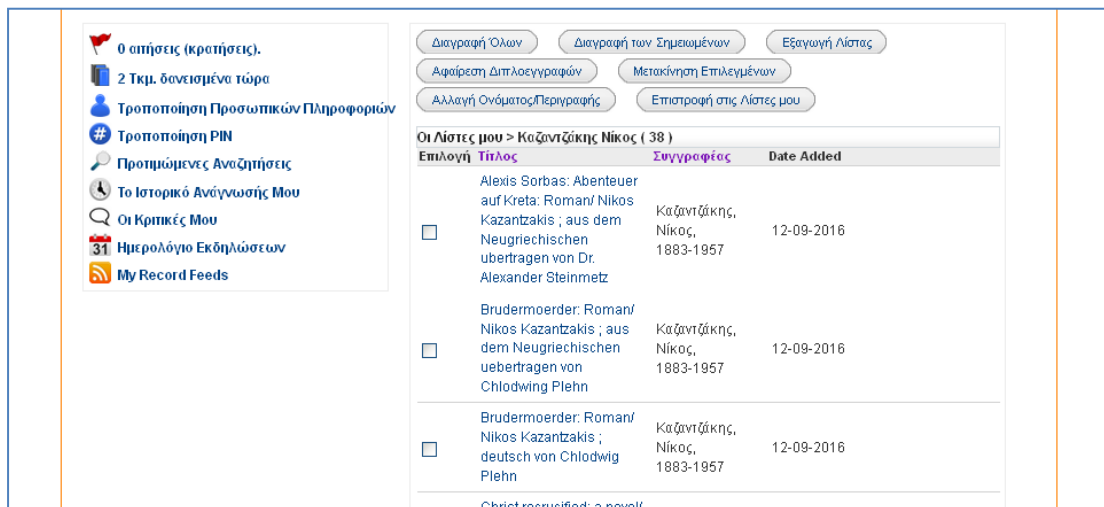 0 αιτήσεις (κρατήσεις).
2 Τκμ. δανεισμένα τώρα
Τροποποίηση Προσωπικών Πληροφοριών
Τροποποίηση PIN
Προτιμώμενες Αναζητήσεις
Το Ιστορικό Ανάγνωσής Μου
Οι Κριτικές Μου
31 Ημερολόγιο Εκδηλώσεων
My Record Feeds
Διαγραφή Όλων Διαγραφή των Σημειωμένων Εξαγωγή Λίστας
Αφαίρεση Διπλοεγγραφών Μετακίνηση Επιλεγμένων
Αλλαγή Ονόματος/Περιγραφής Επιστροφή στις Λίστες μου
Οι Λίστες μου > Καζαντζάκης Νίκος ( 38 )
Επιλογή Τίτλος Συγγραφέας Date Added
Alexis Sorbas: Abenteuer
auf Kreta: Roman/ Nikos
Kazantzakis ; aus dem
Neugriechischen
ubertragen von Dr.
Alexander Steinmetz
Καζαντζάκης,
Νίκος,
1883-1957
12-09-2016
Brudermoerder: Roman/
Nikos Kazantzakis ; aus
dem Neugriechischen
uebertragen von
Chlodwing Plehn
Καζαντζάκης,
Νίκος,
1883-1957
12-09-2016
Brudermoerder: Roman/
Nikos Kazantzakis ;
deutsch von Chlodwig
Plehn
Καζαντζάκης,
Νίκος,
1883-1957
12-09-2016